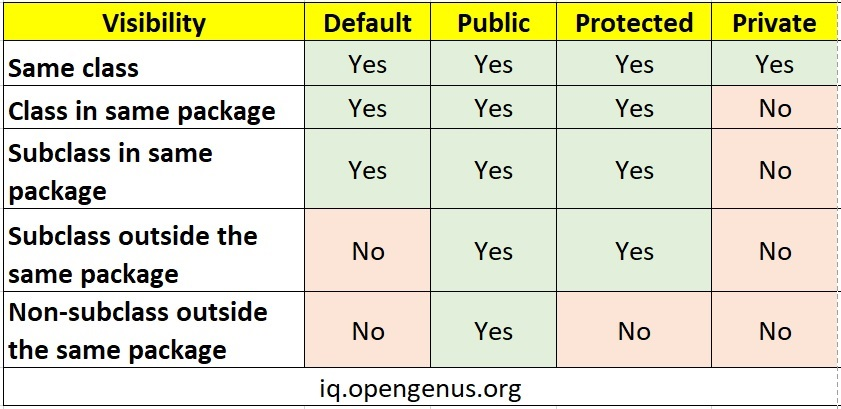 Visibility Default Public Protected Private
Same class Yes Yes Yes Yes
Class in same package Yes Yes Yes No
Subclass in same
package Yes Yes Yes No
Subclass outside the
same package No Yes Yes No
Non-subclass outside
the same package No Yes No No
iq.opengenus.org